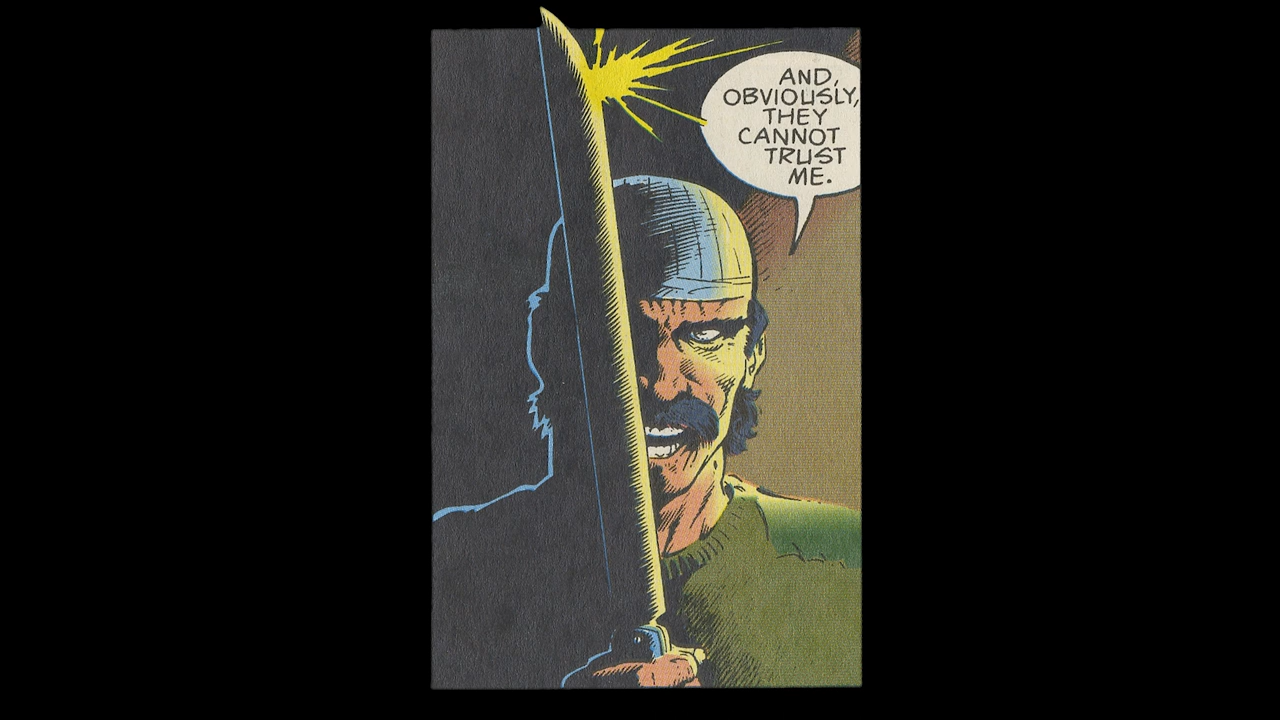 AND,
OBVIOUSLY,
THEY
CANNOT
TRUST
ME.